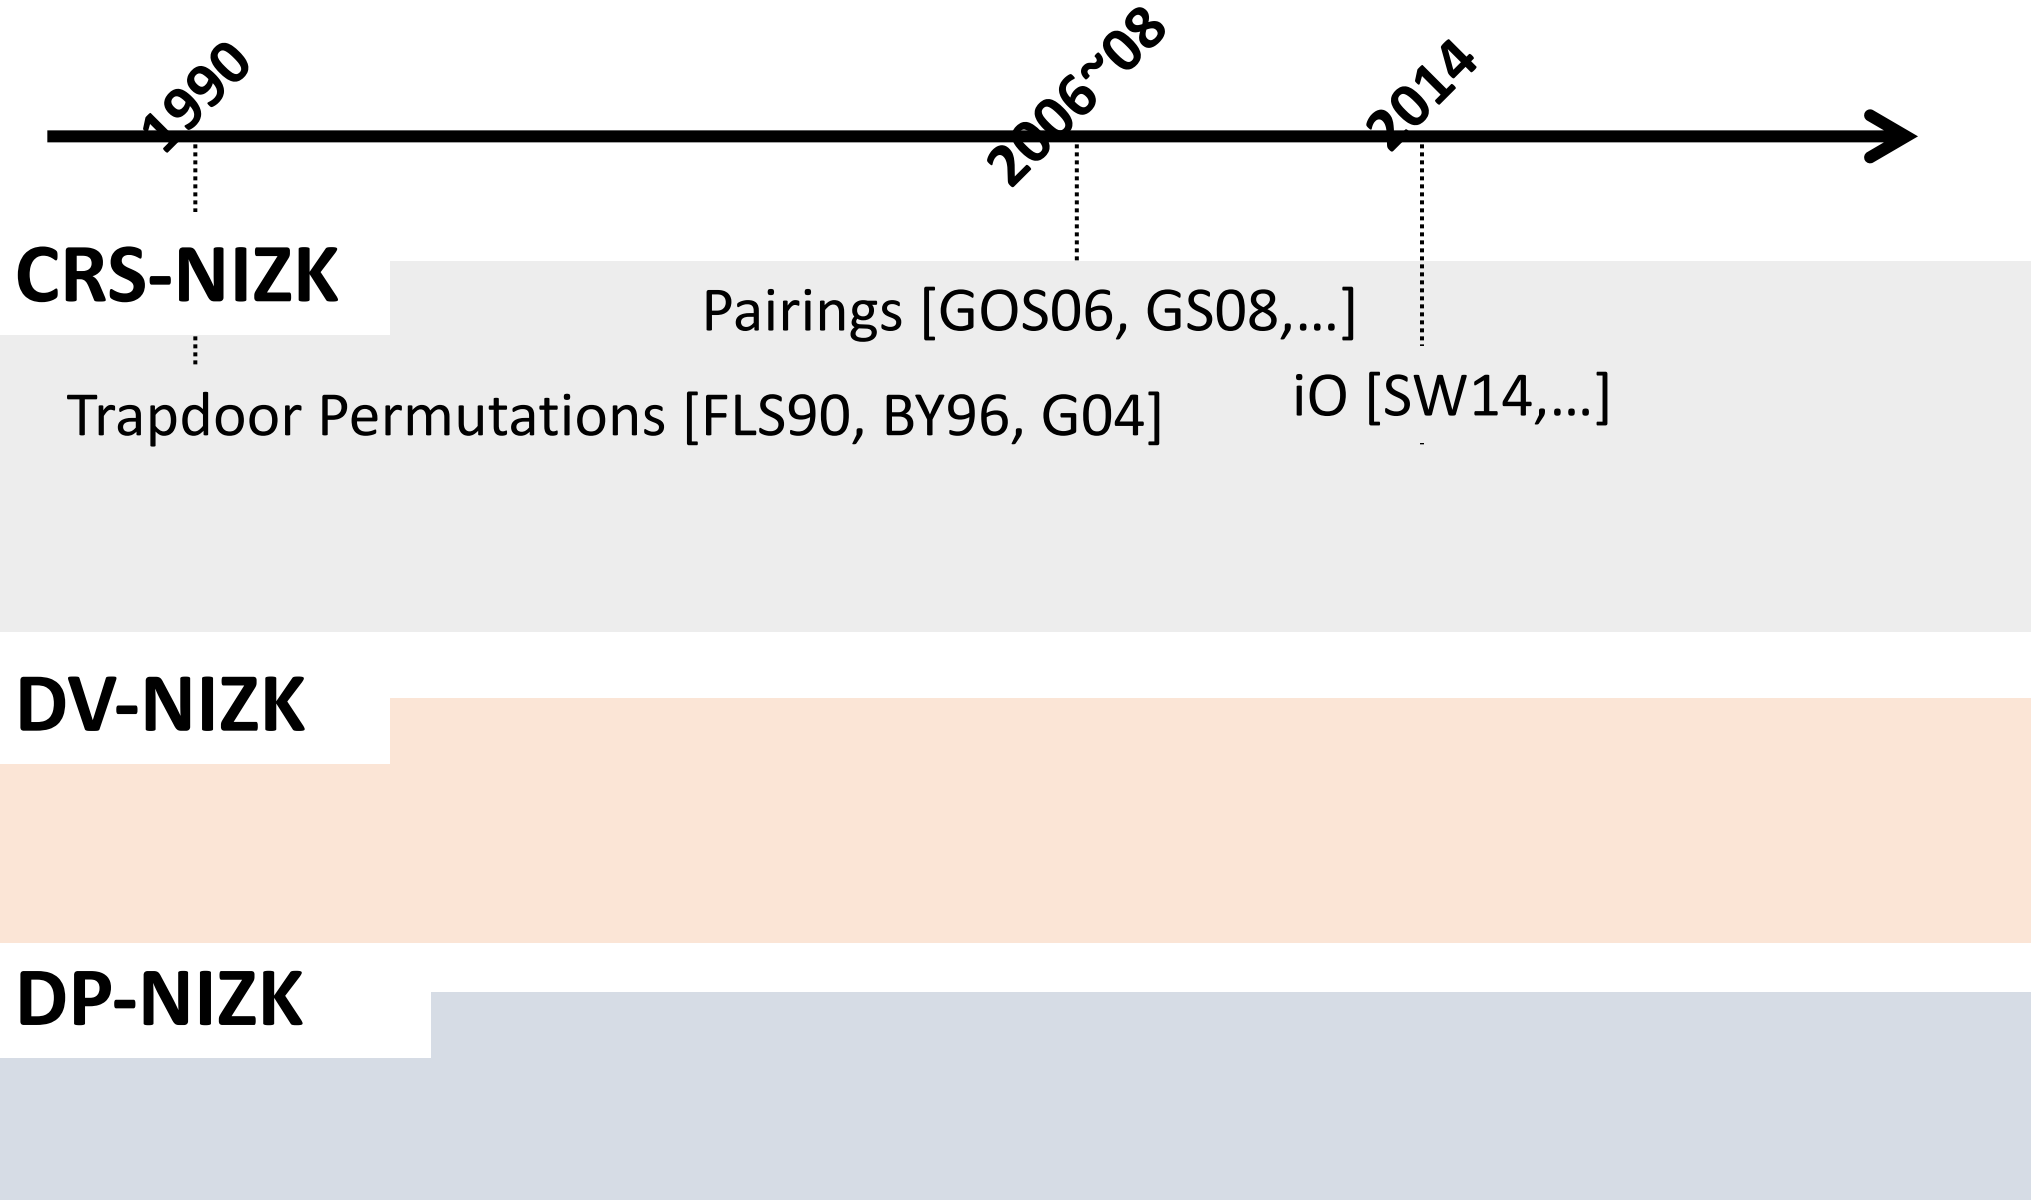 1990
2006~08
2014
CRS-NIZK
Pairings [GOS06, GS08,...]
iO [SW14,...]
Trapdoor Permutations [FLS90, BY96, G04]
DV-NIZK
DP-NIZK